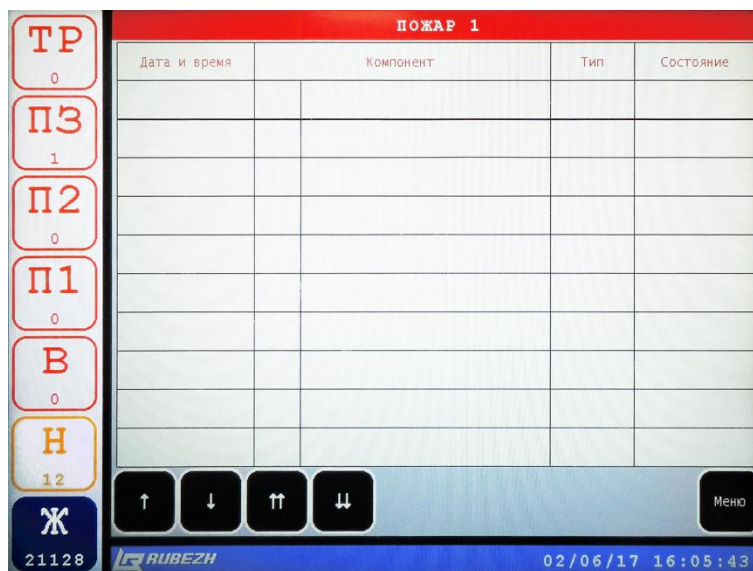 ПОЖАР 1
Дата и время Компонент Тип Состояние
ТР
0
ПЗ
1
П2
0
П1
0
В
0
Н
12
Ж
21128
↑ ↓ ⇈ ⇊ Меню
RUBEZH 02/06/17 16:05:43